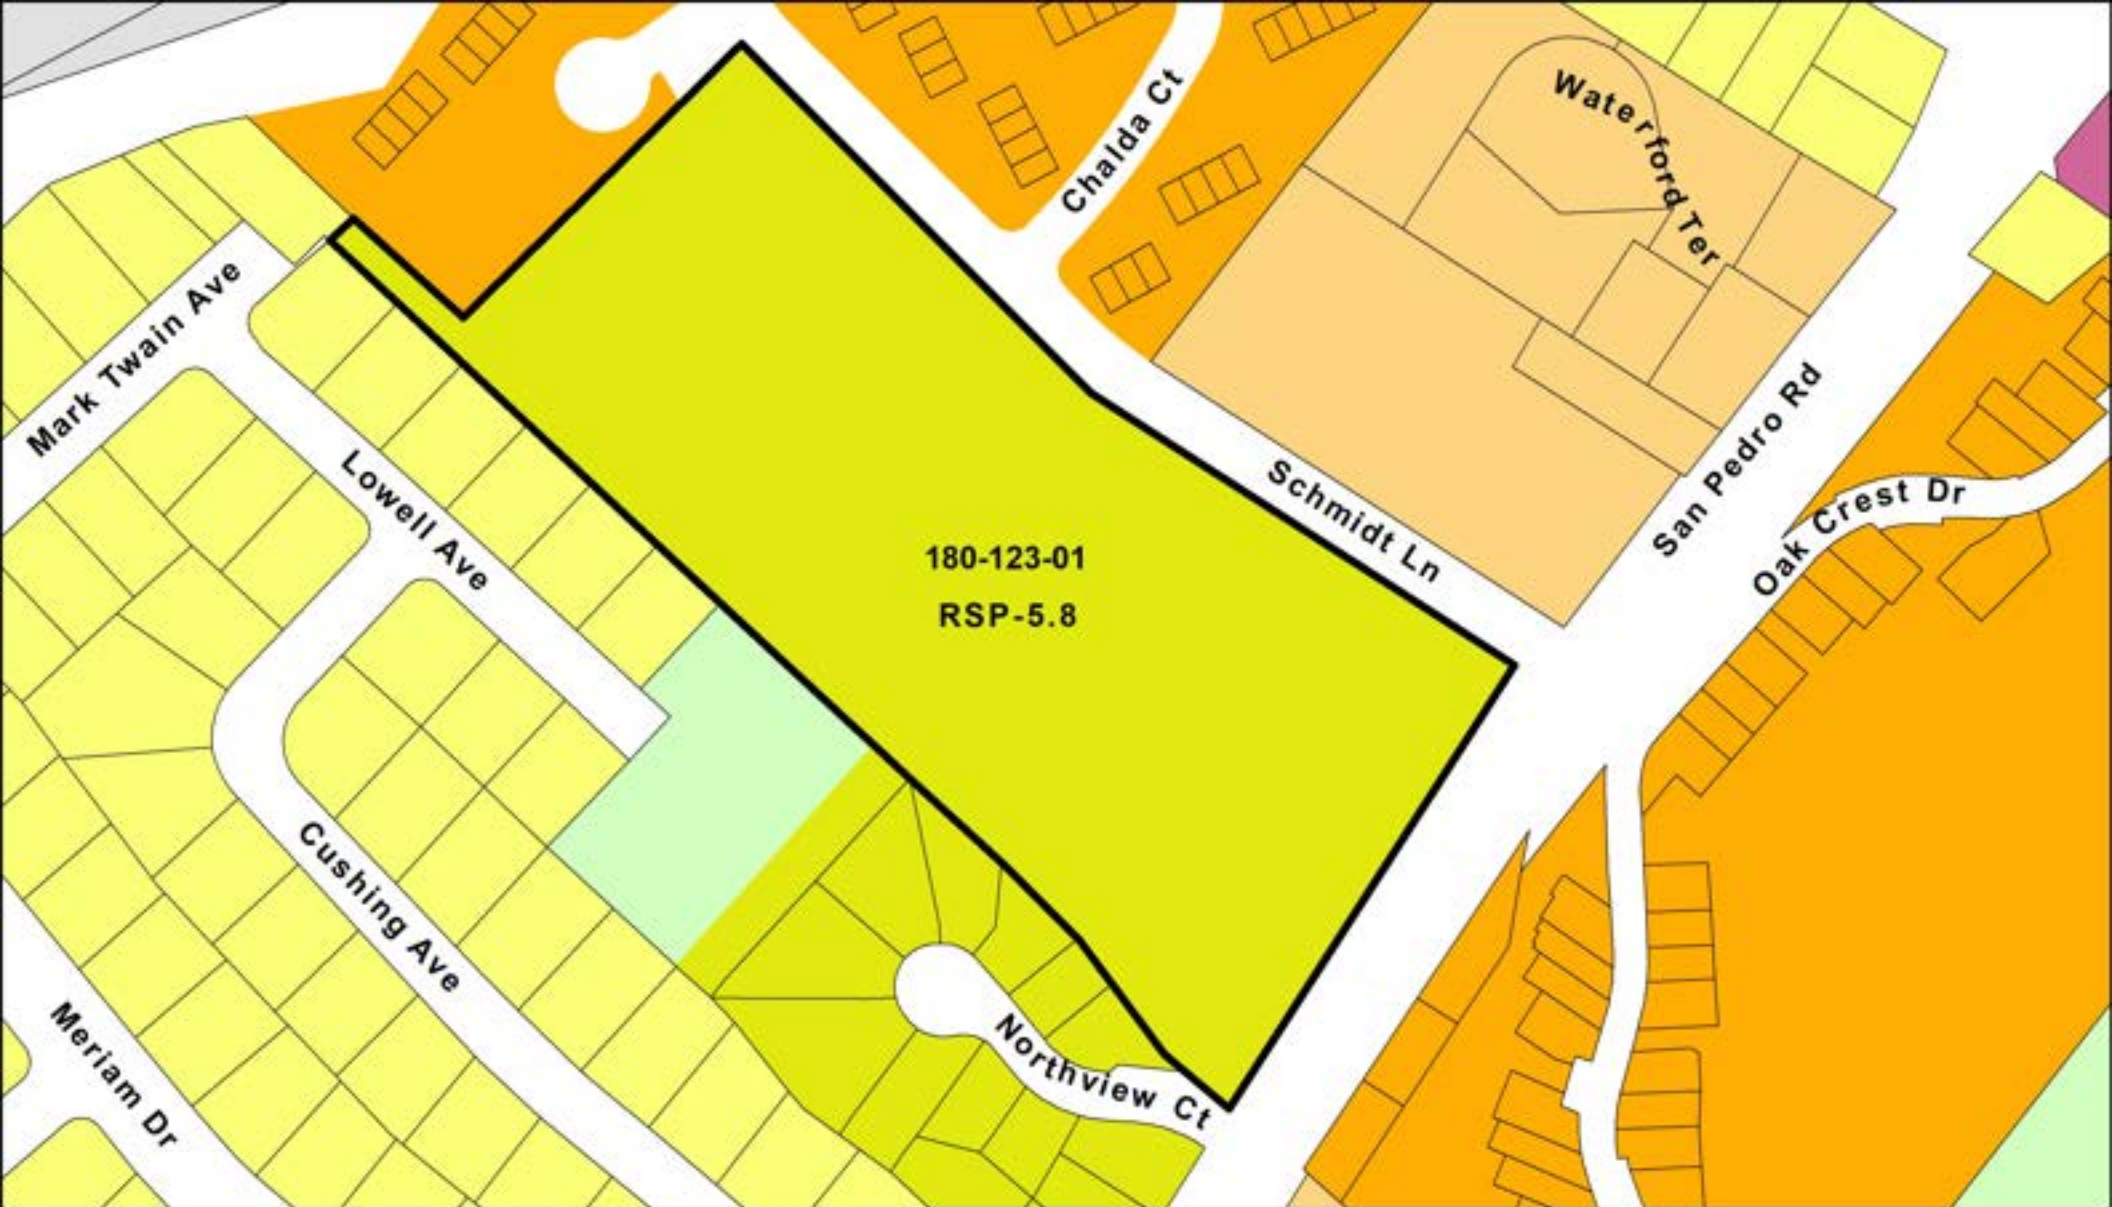 Waterford Ter
Chalda Ct
Mark Twain Ave
San Pedro Rd
Lowell Ave
Schmidt Ln
Oak Crest Dr
180-123-01
RSP-5.8
Cushing Ave
Meriam Dr
Northview Ct